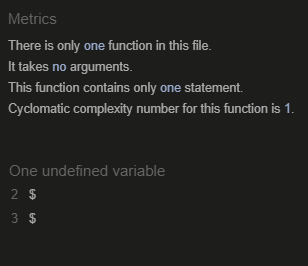 Metrics
There is only one function in this file.
It takes no arguments.
This function contains only one statement.
Cyclomatic complexity number for this function is 1.
One undefined variable
2 $
3 $